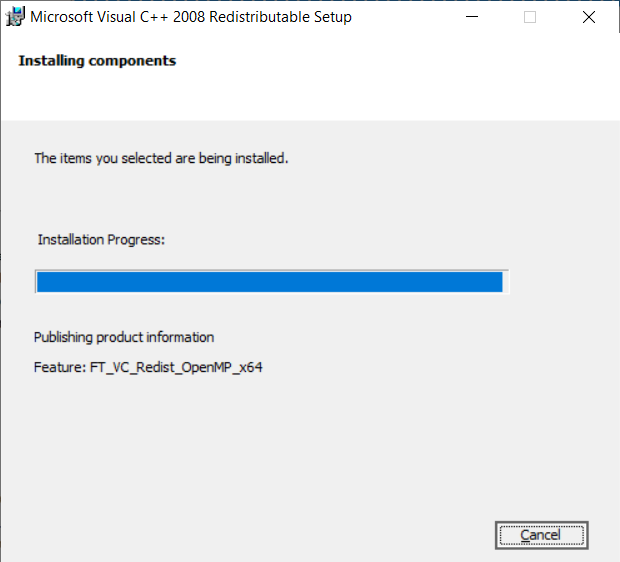 Microsoft Visual C++ 2008 Redistributable Setup
Installing components
The items you selected are being installed.
Installation Progress:
Publishing product information
Feature: FT_VC_Redist_OpenMP_x64
Cancel